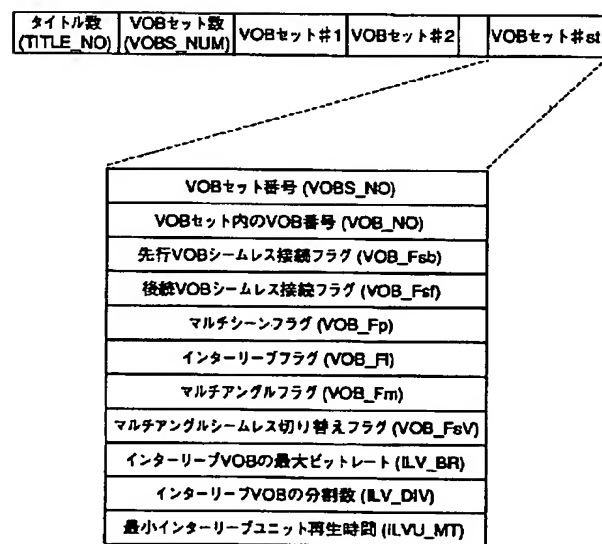 タイトル数
(TITLE_NO)
VOBセット数
(VOBS_NUM)
VOBセット#1
VOBセット#2
VOBセット#st
VOBセット番号 (VOBS_NO)
VOBセット内のVOB番号 (VOB_NO)
先行VOBシームレス接続フラグ (VOB_Fsb)
後続VOBシームレス接続フラグ (VOB_Fsf)
マルチシーンフラグ (VOB_Fp)
インターリーブフラグ (VOB_Fi)
マルチアングルフラグ (VOB_Fm)
マルチアングルシームレス切り替えフラグ (VOB_FsV)
インターリーブVOBの最大ビットレート (ILV_BR)
インターリーブVOBの分割数 (ILV_DIV)
最小インターリーブユニット再生時間 (ILVU_MT)